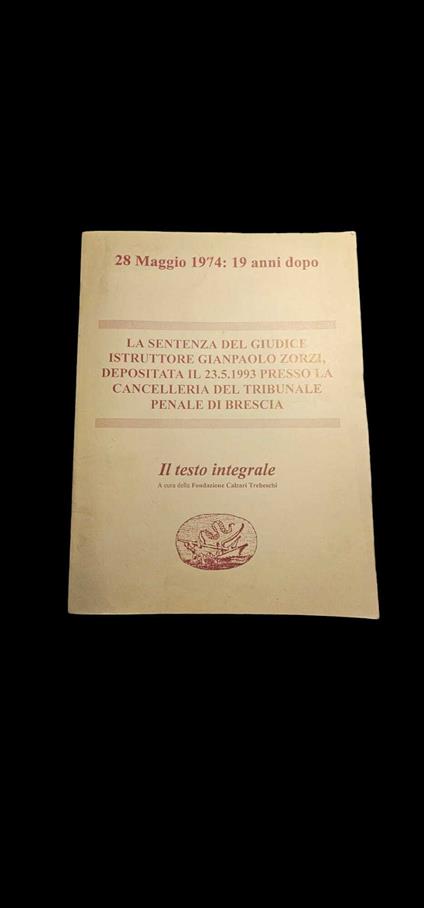 28 Maggio 1974: 19 anni dopo
LA SENTENZA DEL GIUDICE
ISTRUTTORE GIANPAOLO ZORZI,
DEPOSITATA IL 23.5.1993 PRESSO LA
CANCELLERIA DEL TRIBUNALE
PENALE DI BRESCIA
Il testo integrale
A cura della Fondazione Calzari Trebeschi